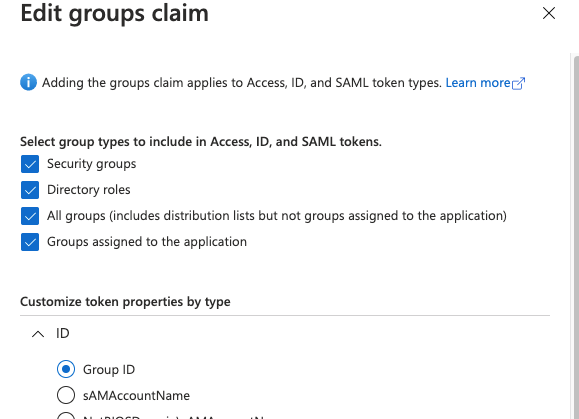 Edit groups claim
Adding the groups claim applies to Access, ID, and SAML token types. Learn more
Select group types to include in Access, ID, and SAML tokens.
Security groups
Directory roles
All groups (includes distribution lists but not groups assigned to the application)
Groups assigned to the application
Customize token properties by type
ID
Group ID
sAMAccountName